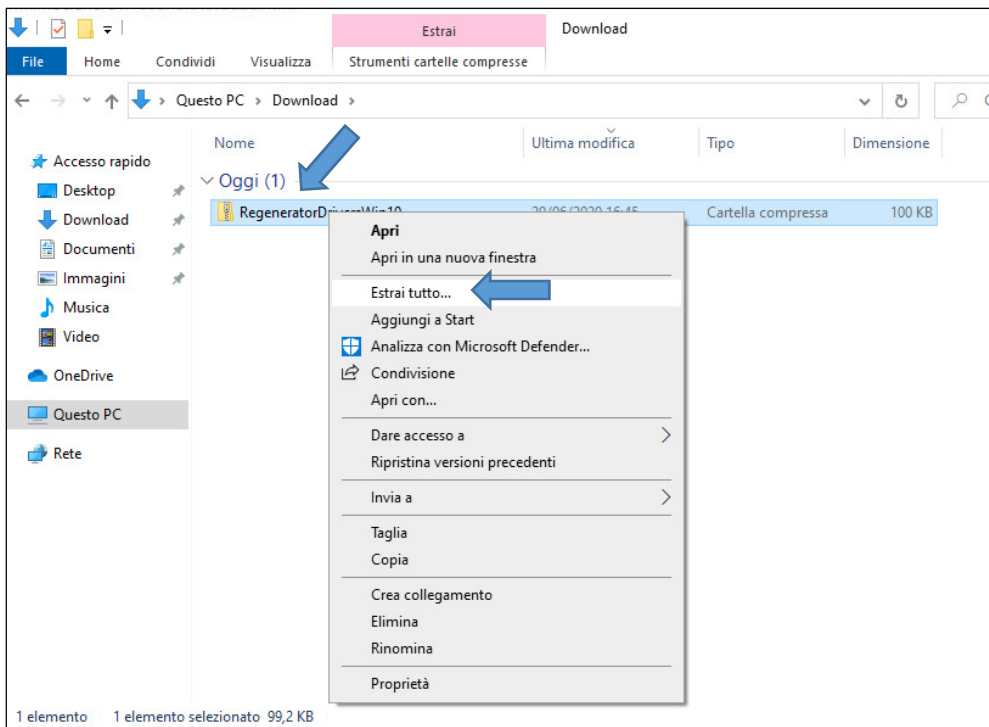 Estrai
Download
File
Home
Condividi
Visualizza
Strumenti cartelle compresse
Questo PC > Download >
Nome
Ultima modifica
Tipo
Dimensione
Accesso rapido
Desktop
Download
Documenti
Immagini
Musica
Video
OneDrive
Questo PC
Rete
Oggi (1)
RegeneratorDriversWin10
Cartella compressa
100 KB
Apri
Apri in una nuova finestra
Estrai tutto...
Aggiungi a Start
Analizza con Microsoft Defender...
Condivisione
Apri con...
Dare accesso a
Ripristina versioni precedenti
Invia a
Taglia
Copia
Crea collegamento
Elimina
Rinomina
Proprietà
1 elemento
1 elemento selezionato 99,2 KB